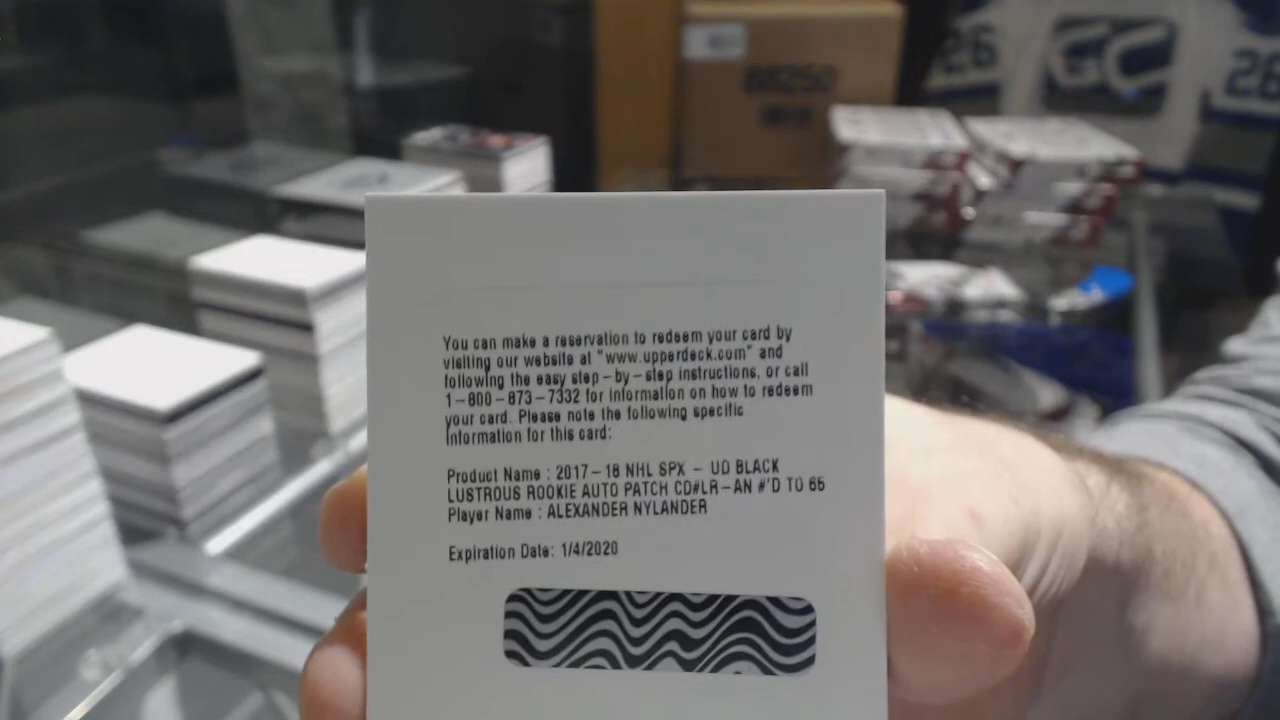 26
GC
26
You can make a reservation to redeem your card by
visiting our website at "www.upperdeck.com" and
following the easy step-by-step instructions, or call
1-800-873-7332 for information on how to redeem
your card. Please note the following specific
information for this card:
Product Name : 2017-18 NHL SPX - UD BLACK
LUSTROUS ROOKIE AUTO PATCH CD#LR-AN #'D TO 65
Player Name : ALEXANDER NYLANDER
Expiration Date: 1/4/2020